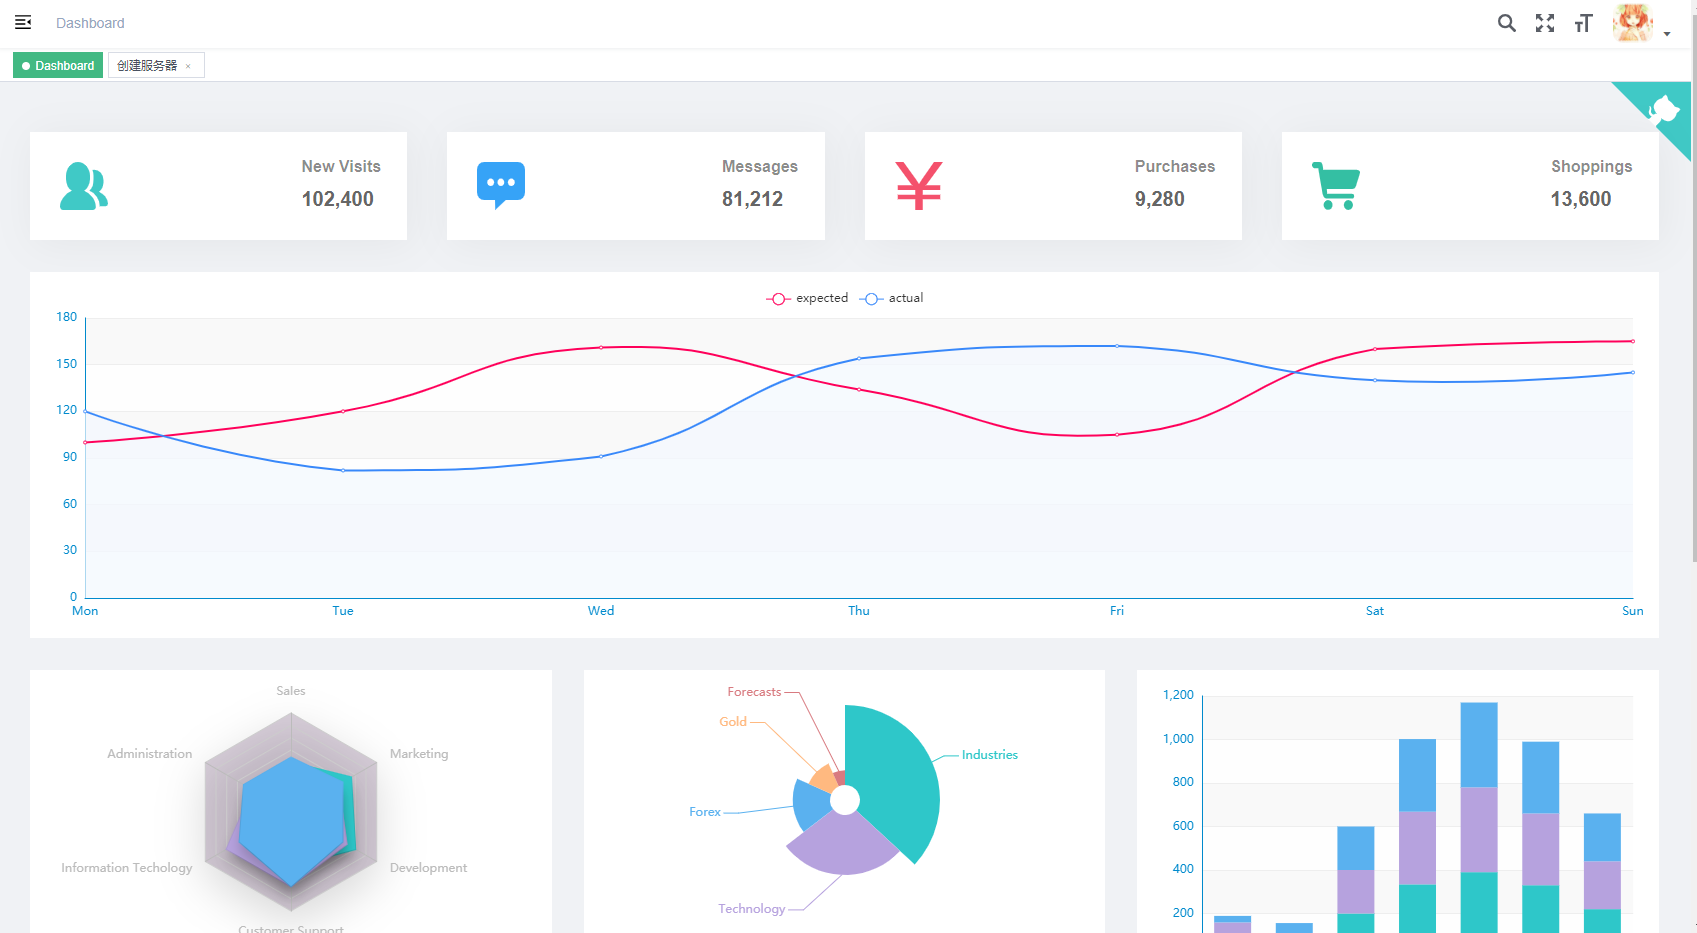 Dashboard
Dashboard
创建服务器 ×
New Visits
102,400
Messages
81,212
Purchases
9,280
Shoppings
13,600
expected actual
180
150
120
90
60
30
0
Mon Tue Wed Thu Fri Sat Sun
Sales
Administration
Marketing
Information Techology
Development
Customer Support
Forecasts
Gold
Industries
Forex
Technology
1,200
1,000
800
600
400
200